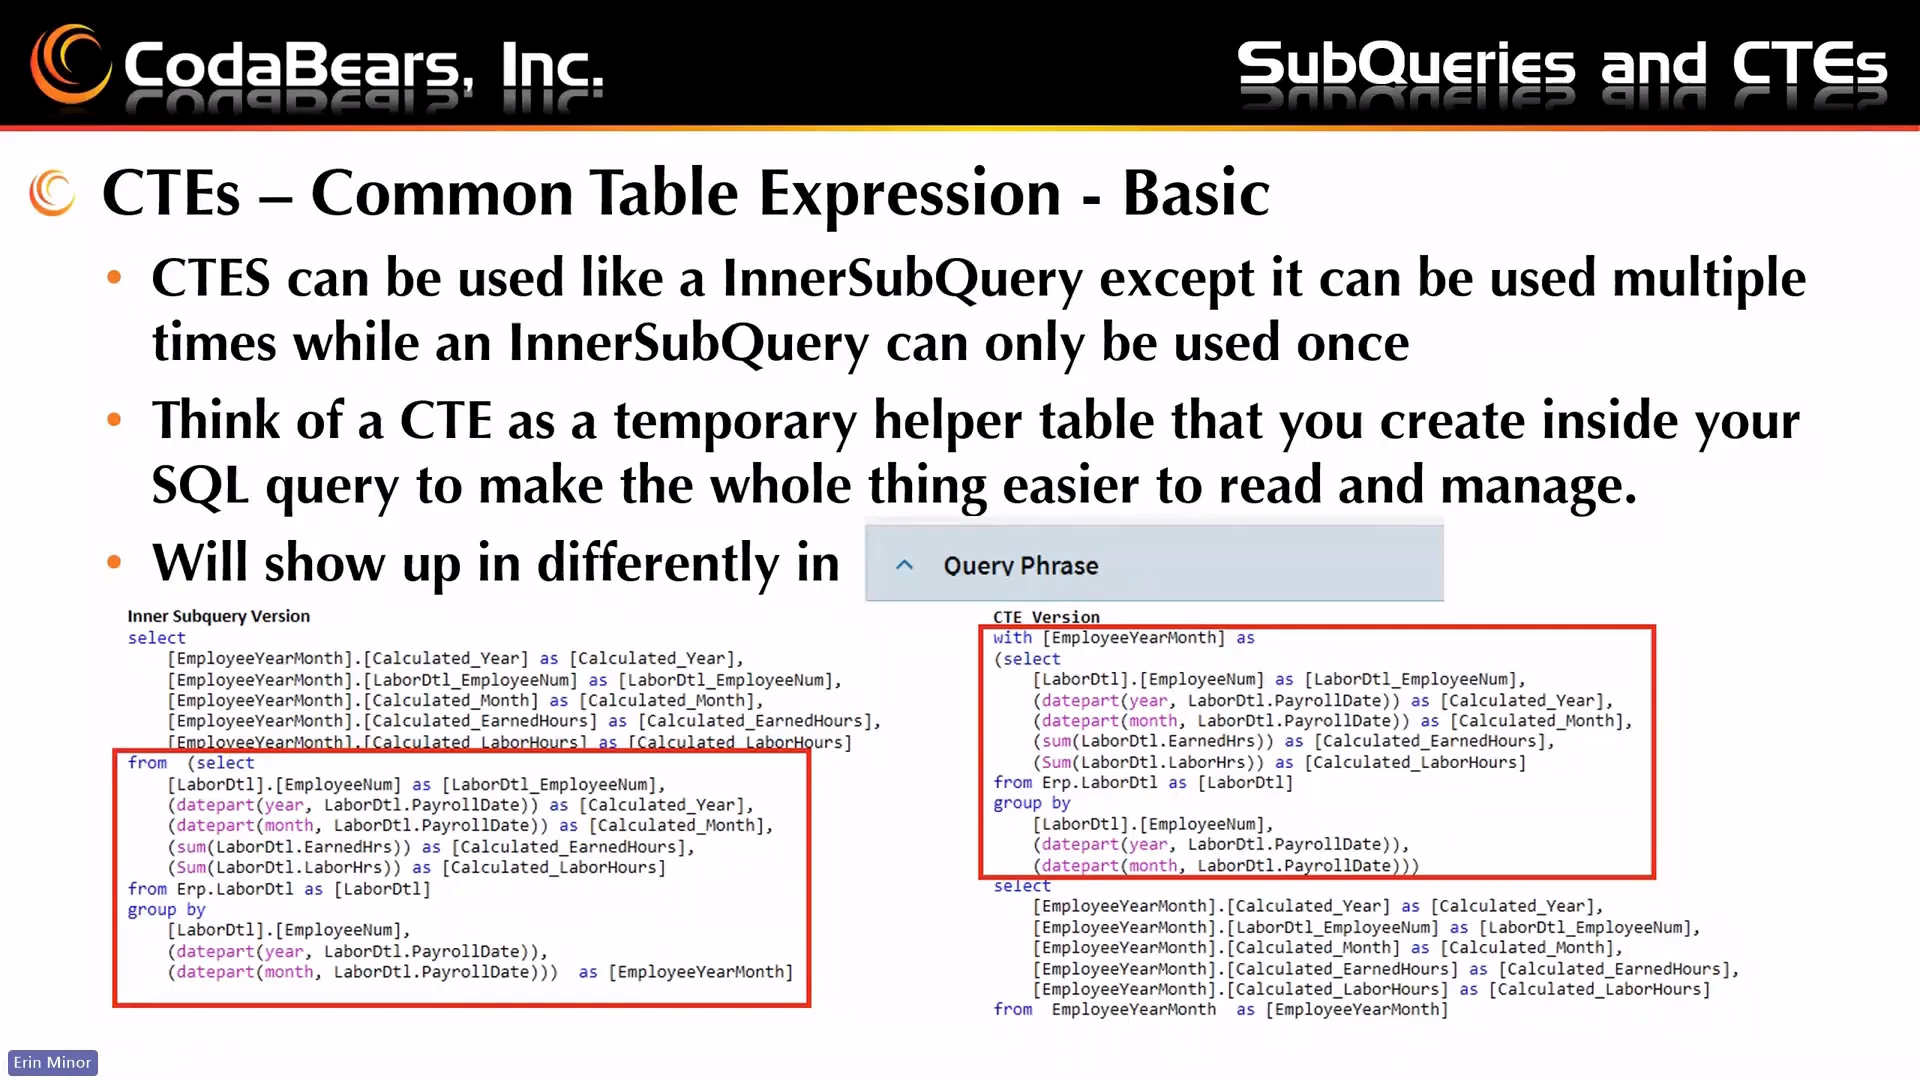 CodaBears, Inc.
SubQueries and CTEs
CTEs – Common Table Expression - Basic
• CTES can be used like a InnerSubQuery except it can be used multiple
times while an InnerSubQuery can only be used once
• Think of a CTE as a temporary helper table that you create inside your
SQL query to make the whole thing easier to read and manage.
• Will show up in differently in
Query Phrase
Inner Subquery Version
select
[EmployeeYearMonth].[Calculated_Year] as [Calculated_Year],
[EmployeeYearMonth].[LaborDtl_EmployeeNum] as [LaborDtl_EmployeeNum],
[EmployeeYearMonth].[Calculated_Month] as [Calculated_Month],
[EmployeeYearMonth].[Calculated_EarnedHours] as [Calculated_EarnedHours],
[EmployeeYearMonth].[Calculated_LaborHours] as [Calculated_LaborHours]
from (select
[LaborDtl].[EmployeeNum] as [LaborDtl_EmployeeNum],
(datepart(year, LaborDtl.PayrollDate)) as [Calculated_Year],
(datepart(month, LaborDtl.PayrollDate)) as [Calculated_Month],
(sum(LaborDtl.EarnedHrs)) as [Calculated_EarnedHours],
(Sum(LaborDtl.LaborHrs)) as [Calculated_LaborHours]
from Erp.LaborDtl as [LaborDtl]
group by
[LaborDtl].[EmployeeNum],
(datepart(year, LaborDtl.PayrollDate)),
(datepart(month, LaborDtl.PayrollDate))) as [EmployeeYearMonth]
CTE Version
with [EmployeeYearMonth] as
(select
[LaborDtl].[EmployeeNum] as [LaborDtl_EmployeeNum],
(datepart(year, LaborDtl.PayrollDate)) as [Calculated_Year],
(datepart(month, LaborDtl.PayrollDate)) as [Calculated_Month],
(sum(LaborDtl.EarnedHrs)) as [Calculated_EarnedHours],
(Sum(LaborDtl.LaborHrs)) as [Calculated_LaborHours]
from Erp.LaborDtl as [LaborDtl]
group by
[LaborDtl].[EmployeeNum],
(datepart(year, LaborDtl.PayrollDate)),
(datepart(month, LaborDtl.PayrollDate)))
select
[EmployeeYearMonth].[Calculated_Year] as [Calculated_Year],
[EmployeeYearMonth].[LaborDtl_EmployeeNum] as [LaborDtl_EmployeeNum],
[EmployeeYearMonth].[Calculated_Month] as [Calculated_Month],
[EmployeeYearMonth].[Calculated_EarnedHours] as [Calculated_EarnedHours],
[EmployeeYearMonth].[Calculated_LaborHours] as [Calculated_LaborHours]
from EmployeeYearMonth as [EmployeeYearMonth]
Erin Minor